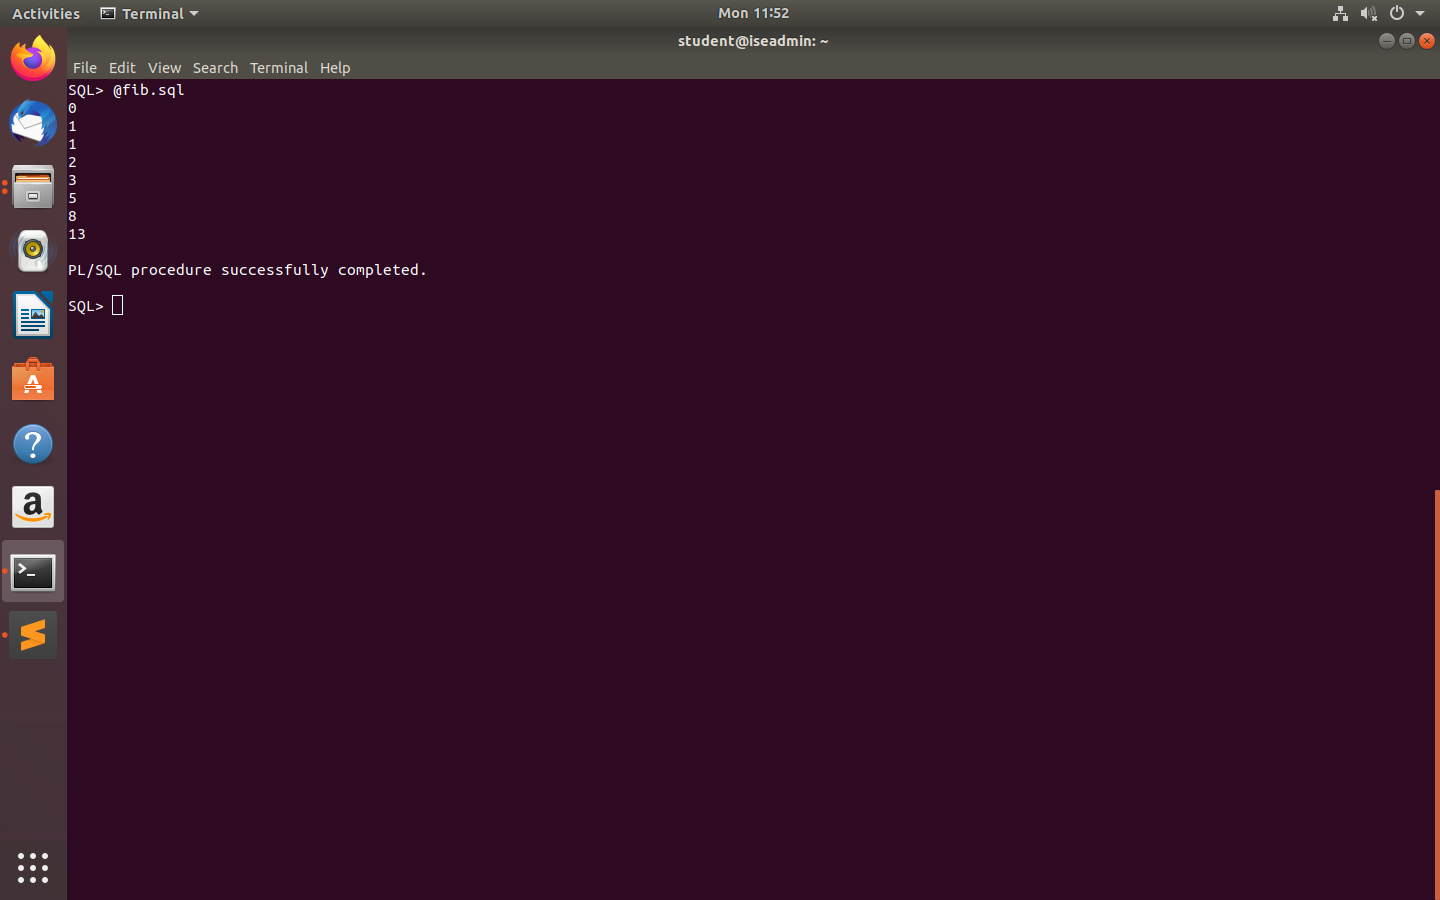 Activities Terminal Mon 11:52
student@iseadmin: ~
File Edit View Search Terminal Help
SQL> @fib.sql
0
1
1
2
3
5
8
13
PL/SQL procedure successfully completed.
SQL>